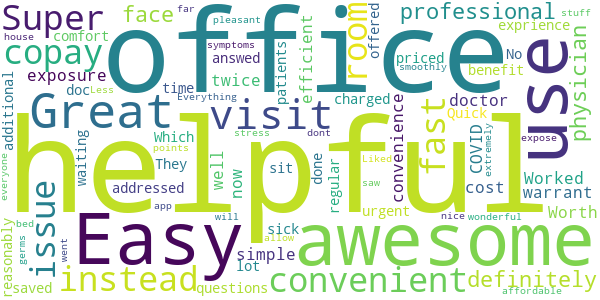 far
pleasant
stuff
Super
office
face
room
offered
professional
house
comfort
copay
symptoms
smoothly
priced
No
exprience
exposure
answed
patients
efficient
benefit
use
physician
additional
doc
Less
time
twice
Everything
charged
Great
visit
stress
dont
convenience
fast
Quick
doctor
expose
helpful
waiting
Which
points
They
well
Liked
COVID
extremely
everyone
issue
addressed
now
sit
saw
done
regular
cost
Worked
warrant
Easy
awesome
app
will
nice
wonderful
urgent
Worth
reasonably
bed
germs
went
simple
sick
allow
instead
convenient
definitely
saved
lot
questions
affordable